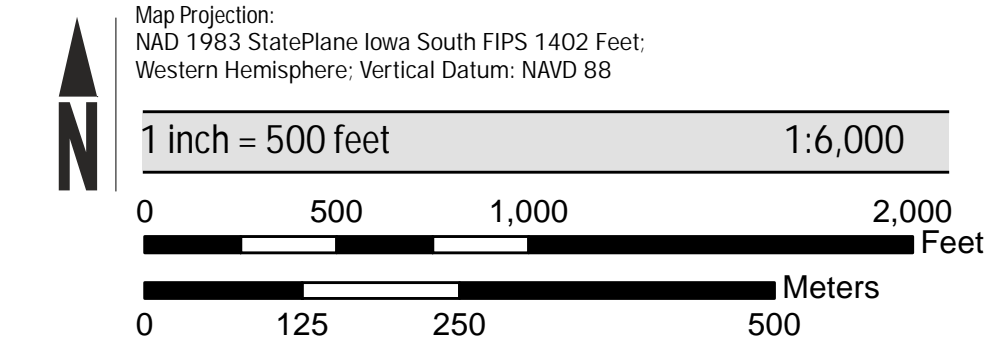 Map Projection:
NAD 1983 StatePlane Iowa South FIPS 1402 Feet;
Western Hemisphere; Vertical Datum: NAVD 88
N
1 inch = 500 feet 1:6,000
0 500 1,000 2,000
Feet
Meters
0 125 250 500